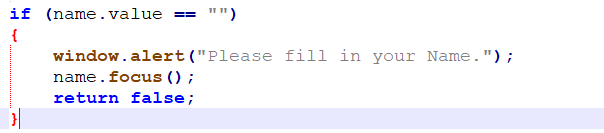 if (name.value == "")
{
    window.alert("Please fill in your Name.");
    name.focus();
    return false;
}